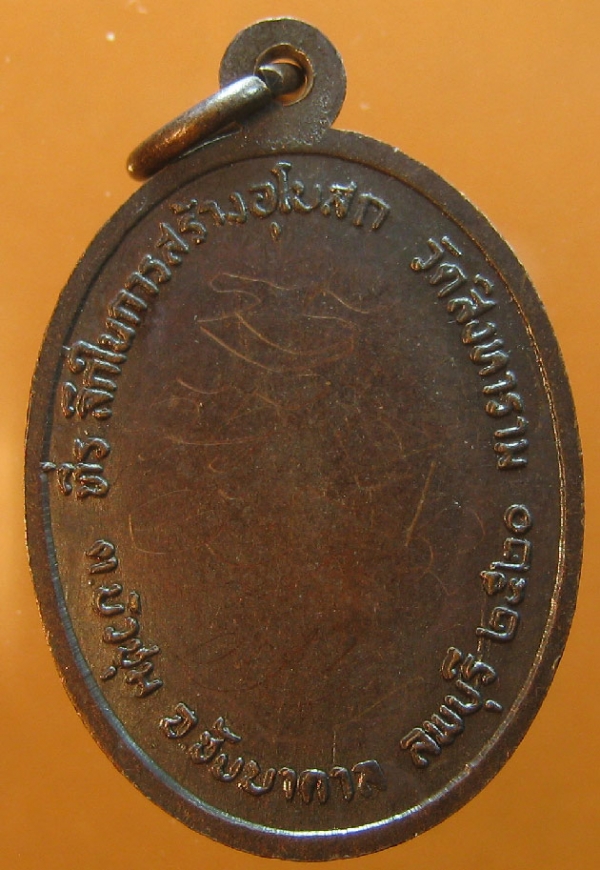 ที่ระลึกในการสร้างอุโบสถ วัดสิงหาราม
บัวชุม อ.ชัยบาดาล ลพบุรี ๒๕๒๐